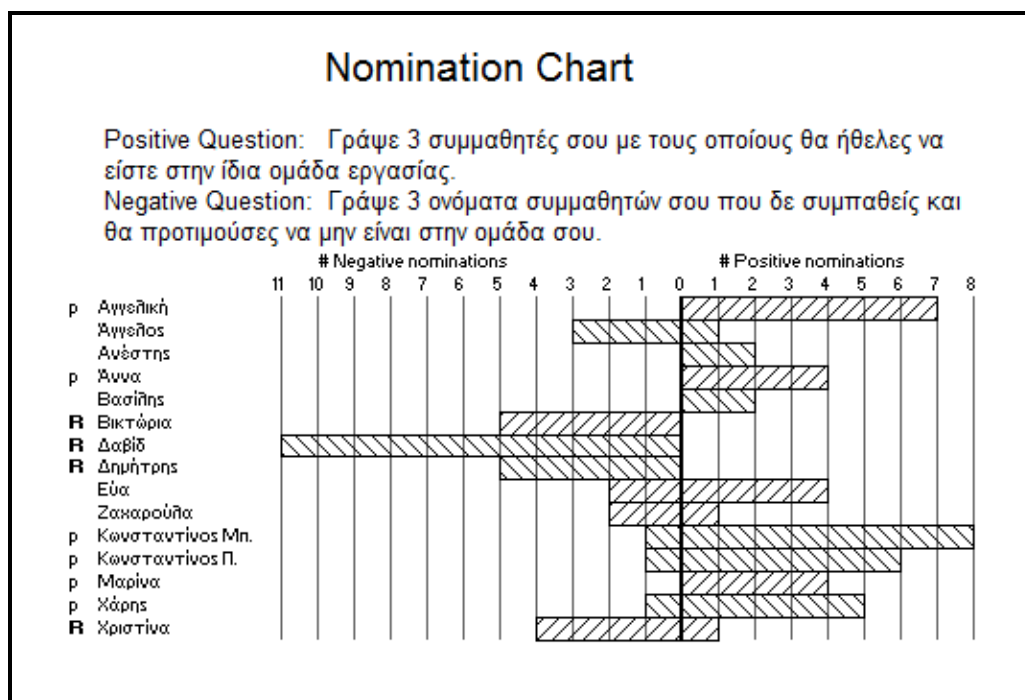 Nomination Chart
Positive Question: Γράψε 3 συμμαθητές σου με τους οποίους θα ήθελες να
είστε στην ίδια ομάδα εργασίας.
Negative Question: Γράψε 3 ονόματα συμμαθητών σου που δε συμπαθείς και
θα προτιμούσες να μην είναι στην ομάδα σου.
# Negative nominations # Positive nominations
11 10 9 8 7 6 5 4 3 2 1 0 1 2 3 4 5 6 7 8
p Αγγελική
Άγγελος
Ανέστης
p Άννα
Βασίλης
R Βικτώρια
R Δαβίδ
R Δημήτρης
Εύα
Ζαχαρούλα
p Κωνσταντίνος Μπ.
p Κωνσταντίνος Π.
p Μαρίνα
p Χάρης
R Χριστίνα